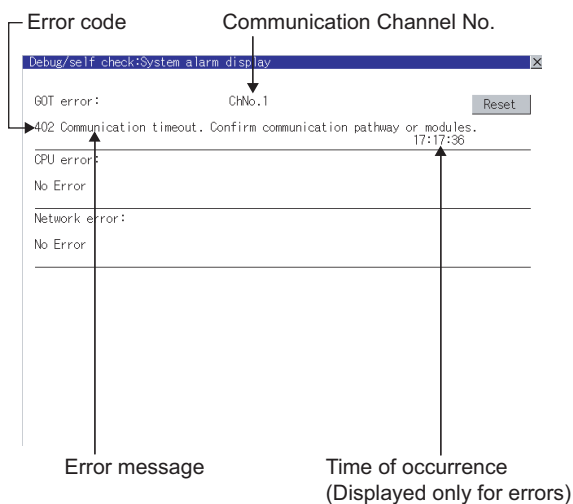 Error code
Communication Channel No.
Debug/self check:System alarm display
GOT error:
ChNo.1
Reset
402 Communication timeout. Confirm communication pathway or modules.
17:17:36
CPU error:
No Error
Network error:
No Error
Error message
Time of occurrence
(Displayed only for errors)